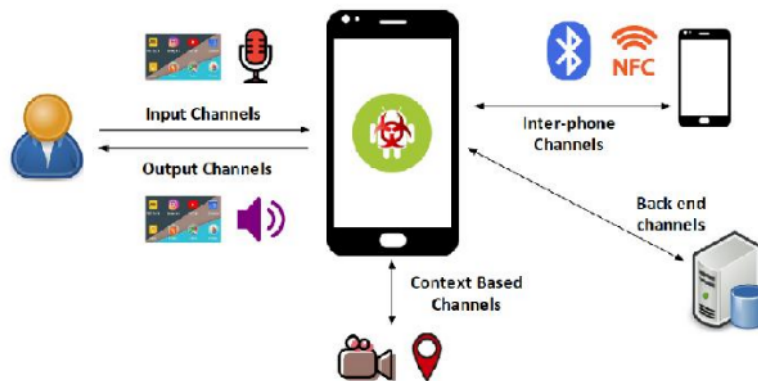 Input Channels
Output Channels
NFC
Inter-phone
Channels
Back end
channels
Context Based
Channels